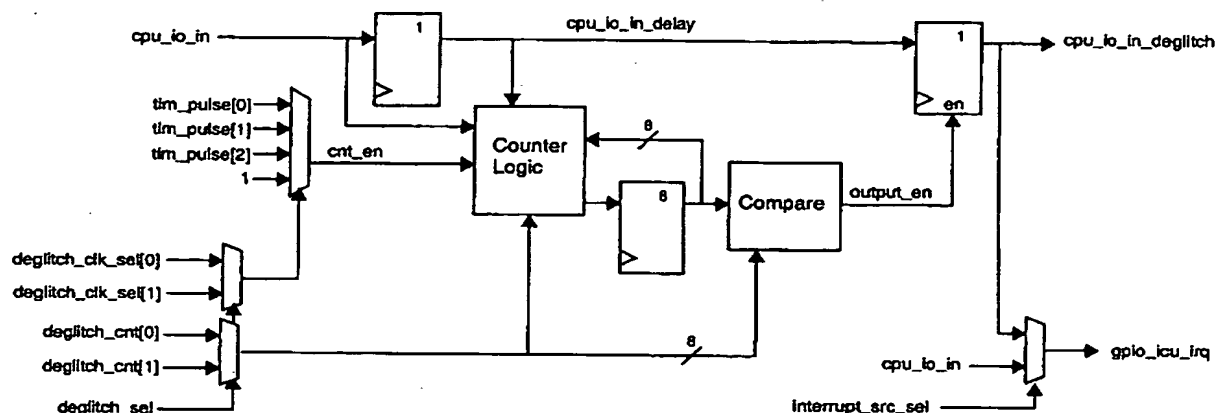 cpu_io_in
1
cpu_io_in_delay
1
en
cpu_io_in_deglitch
tim_pulse[0]
tim_pulse[1]
tim_pulse[2]
1
cnt_en
Counter
Logic
8
8
Compare
output_en
deglitch_clk_sel[0]
deglitch_clk_sel[1]
deglitch_cnt[0]
deglitch_cnt[1]
8
deglitch_sel
cpu_io_in
gpio_icu_irq
interrupt_src_sel